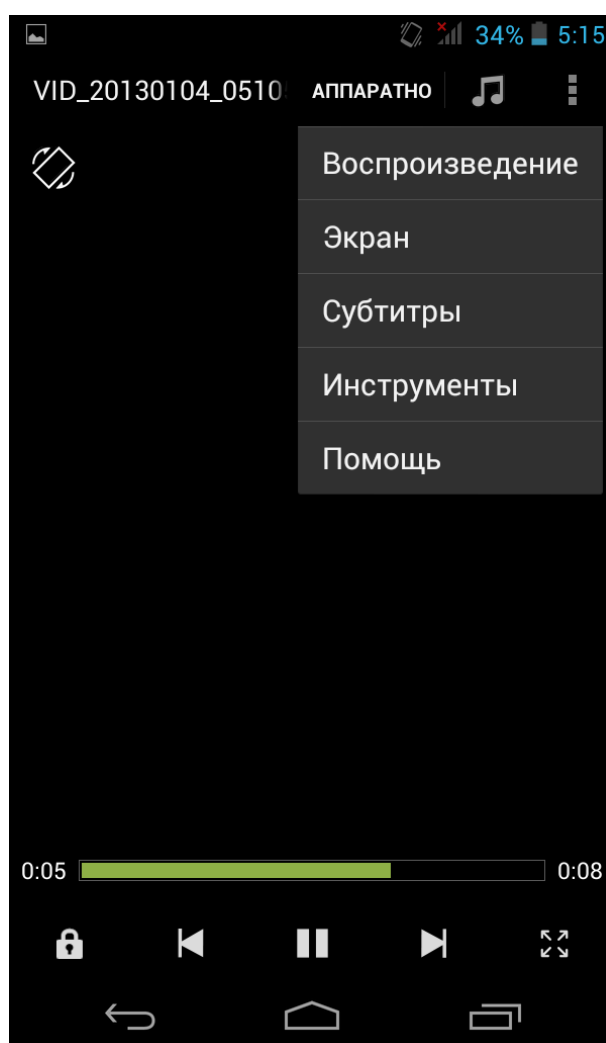 34% 5:15
VID_20130104_0510
АППАРАТНО
Воспроизведение
Экран
Субтитры
Инструменты
Помощь
0:05 0:08